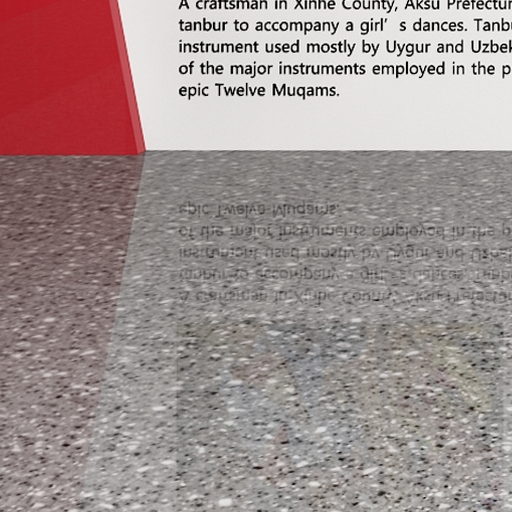 A craftsman in Xinhe County, Aksu Prefectur
tanbur to accompany a girl’s dances. Tanbu
instrument used mostly by Uygur and Uzbek
of the major instruments employed in the p
epic Twelve Muqams.